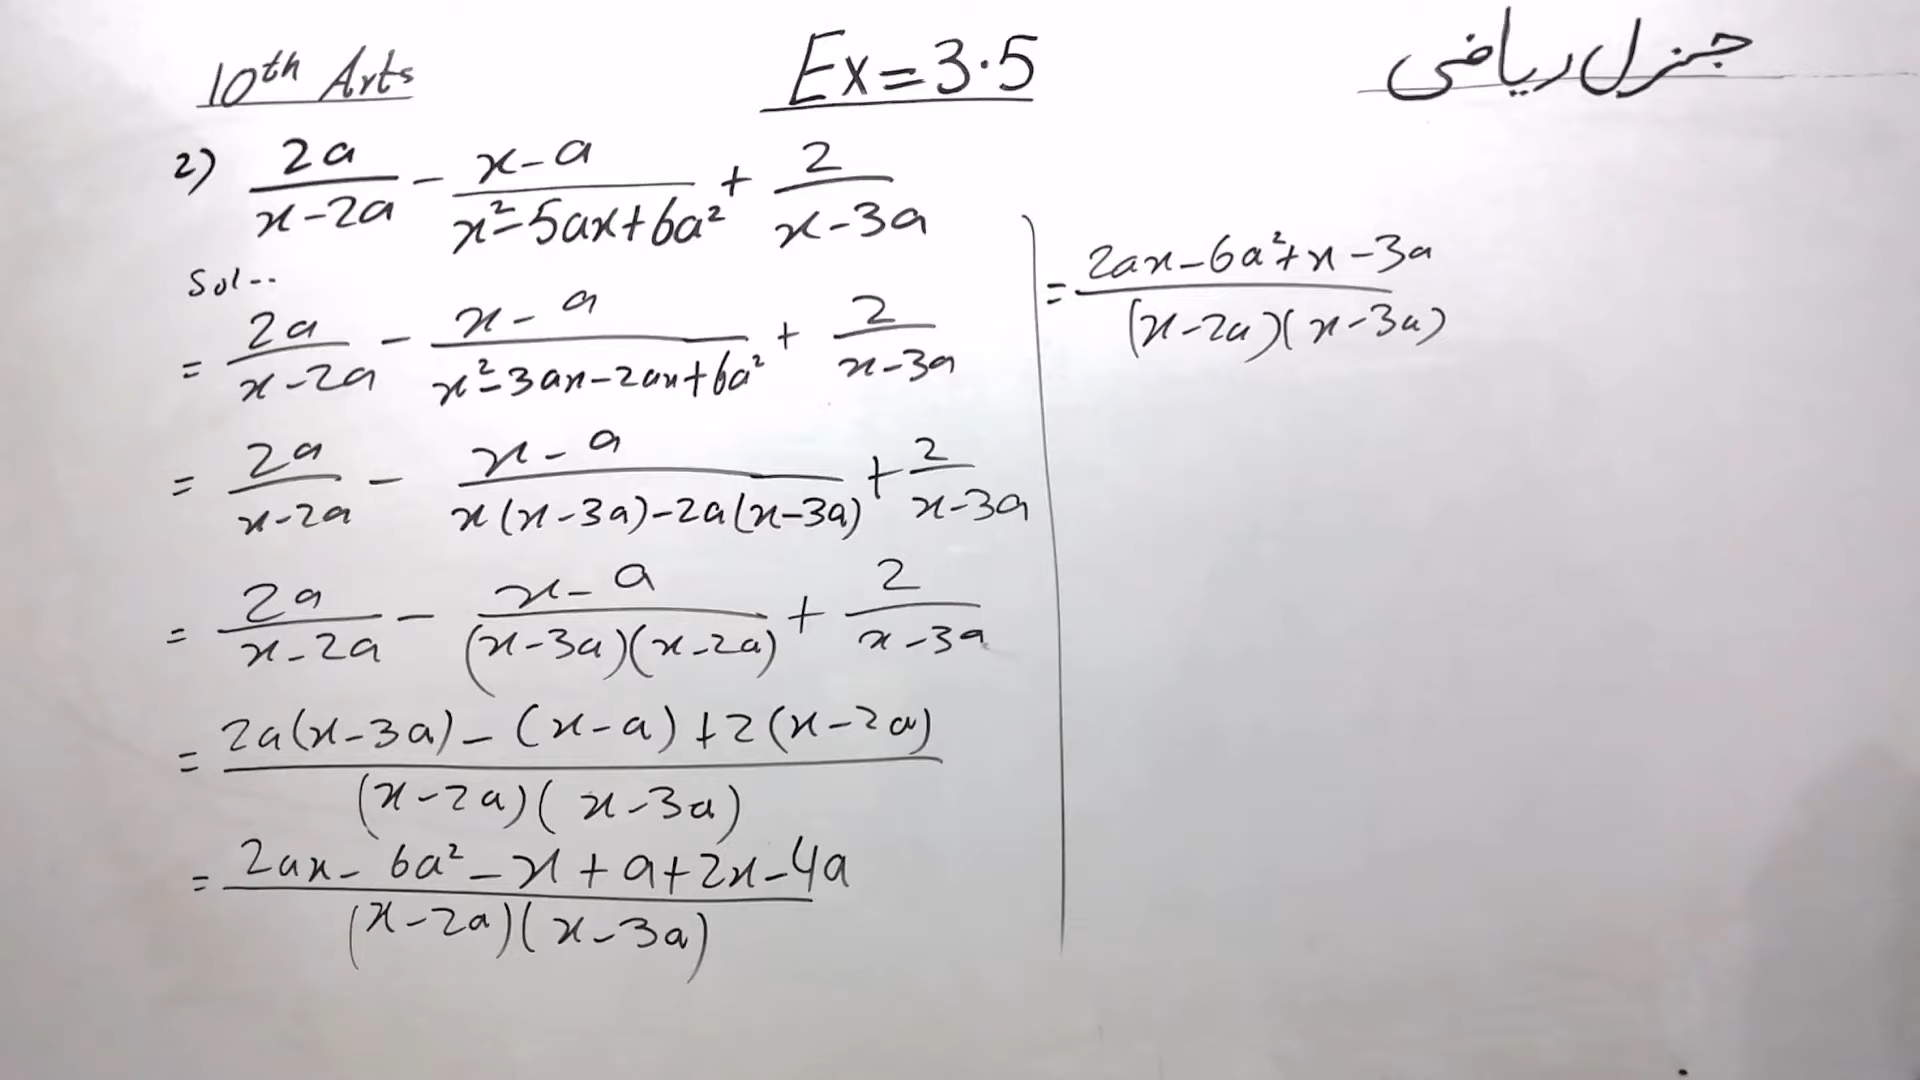 10th Arts Ex=3.5 جنرل ریاضی
2) 2a/(x-2a) - (x-a)/(x²-5ax+6a²) + 2/(x-3a)
Sol..
= 2a/(x-2a) - (x-a)/(x²-3ax-2ax+6a²) + 2/(x-3a)
= 2a/(x-2a) - (x-a)/(x(x-3a)-2a(x-3a)) + 2/(x-3a)
= 2a/(x-2a) - (x-a)/((x-3a)(x-2a)) + 2/(x-3a)
= (2a(x-3a)-(x-a)+2(x-2a))/((x-2a)(x-3a))
= (2ax-6a²-x+a+2x-4a)/((x-2a)(x-3a))
= (2ax-6a²+x-3a)/((x-2a)(x-3a))